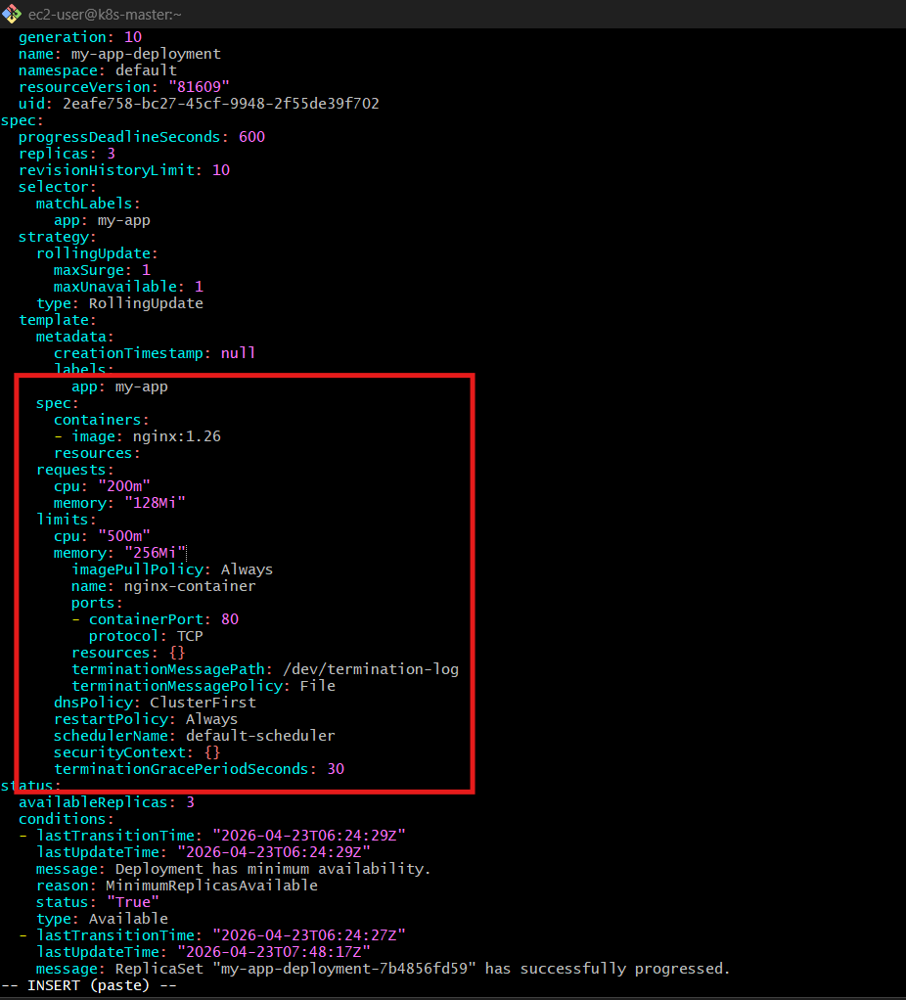 ec2-user@k8s-master:~
  generation: 10
  name: my-app-deployment
  namespace: default
  resourceVersion: "81609"
  uid: 2eafe758-bc27-45cf-9948-2f55de39f702
spec:
  progressDeadlineSeconds: 600
  replicas: 3
  revisionHistoryLimit: 10
  selector:
    matchLabels:
      app: my-app
  strategy:
    rollingUpdate:
      maxSurge: 1
      maxUnavailable: 1
    type: RollingUpdate
  template:
    metadata:
      creationTimestamp: null
      labels:
        app: my-app
    spec:
      containers:
      - image: nginx:1.26
      resources:
    requests:
      cpu: "200m"
      memory: "128Mi"
    limits:
      cpu: "500m"
      memory: "256Mi"
        imagePullPolicy: Always
        name: nginx-container
        ports:
        - containerPort: 80
          protocol: TCP
        resources: {}
        terminationMessagePath: /dev/termination-log
        terminationMessagePolicy: File
      dnsPolicy: ClusterFirst
      restartPolicy: Always
      schedulerName: default-scheduler
      securityContext: {}
      terminationGracePeriodSeconds: 30
status:
  availableReplicas: 3
  conditions:
  - lastTransitionTime: "2026-04-23T06:24:29Z"
    lastUpdateTime: "2026-04-23T06:24:29Z"
    message: Deployment has minimum availability.
    reason: MinimumReplicasAvailable
    status: "True"
    type: Available
  - lastTransitionTime: "2026-04-23T06:24:27Z"
    lastUpdateTime: "2026-04-23T07:48:17Z"
    message: ReplicaSet "my-app-deployment-7b4856fd59" has successfully progressed.
-- INSERT (paste) --